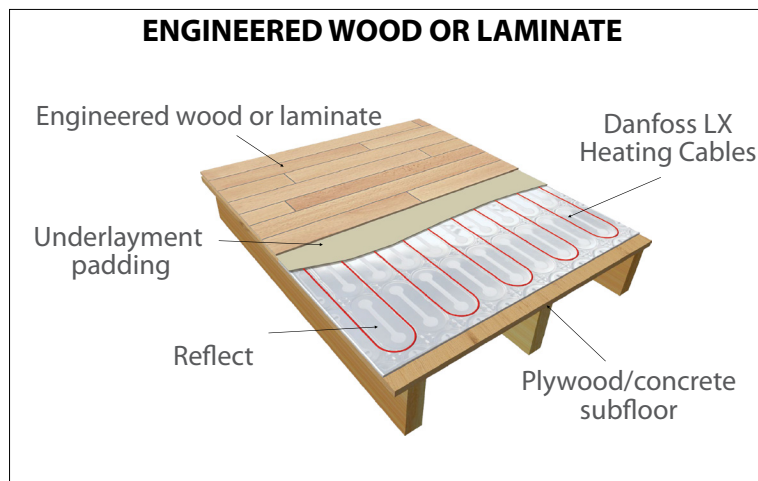 ENGINEERED WOOD OR LAMINATE
Engineered wood or laminate
Danfoss LX
Heating Cables
Underlayment
padding
Reflect
Plywood/concrete
subfloor